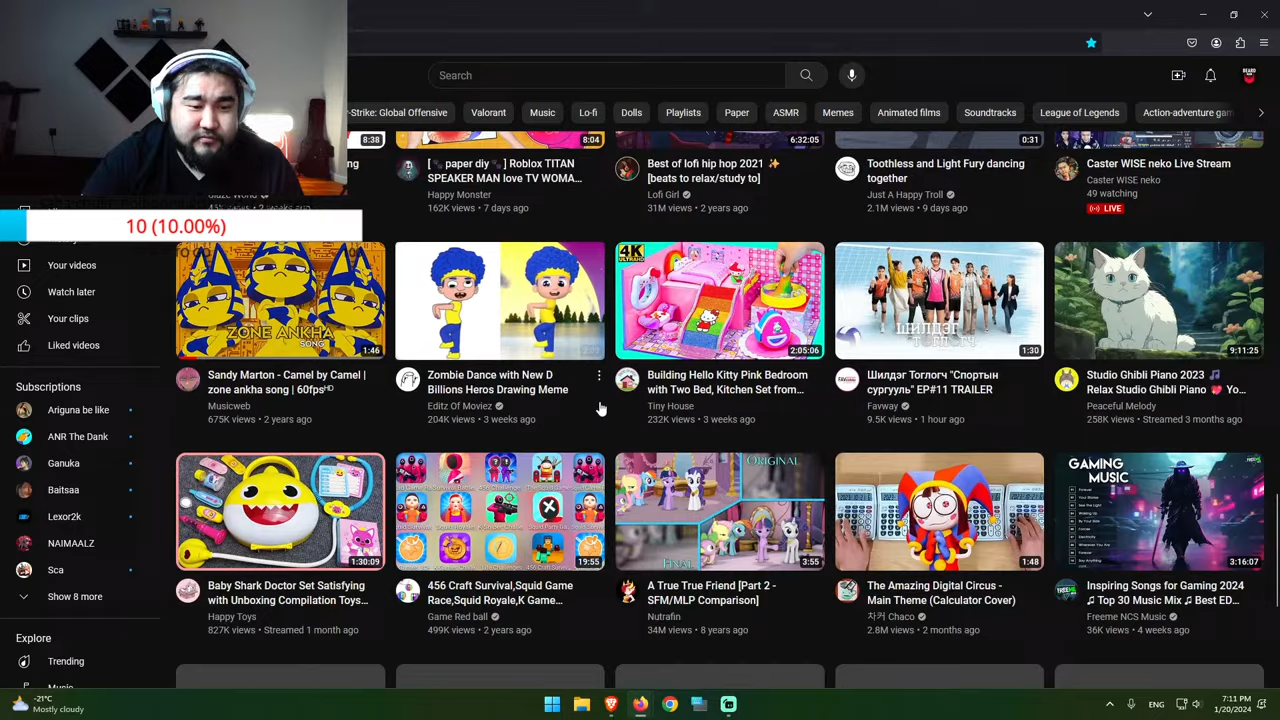 Search
-Strike: Global Offensive
Valorant
Music
Lo-fi
Dolls
Playlists
Paper
ASMR
Memes
Animated films
Soundtracks
League of Legends
Action-adventure gam
8:38
8:04
6:32:05
0:31
[🐾paper diy 🐾] Roblox TITAN
SPEAKER MAN love TV WOMA...
Happy Monster
162K views • 7 days ago
Best of lofi hip hop 2021 ✨
[beats to relax/study to]
Lofi Girl
31M views • 2 years ago
Toothless and Light Fury dancing
together
Just A Happy Troll
2.1M views • 9 days ago
Caster WISE neko Live Stream
Caster WISE neko
49 watching
LIVE
10 (10.00%)
Your videos
Watch later
Your clips
Liked videos
Subscriptions
Ariguna be like
ANR The Dank
Ganuka
Baitsaa
Lexor2k
NAIMAALZ
Sca
Show 8 more
Explore
Trending
ZONE ANKHA
SONG
1:46
Sandy Marton - Camel by Camel |
zone ankha song | 60fpsᴴᴰ
Musicweb
675K views • 2 years ago
Zombie Dance with New D
Billions Heros Drawing Meme
Editz Of Moviez
204K views • 3 weeks ago
4K
ULTRAHD
2:05:06
Building Hello Kitty Pink Bedroom
with Two Bed, Kitchen Set from...
Tiny House
232K views • 3 weeks ago
ШИЛДЭГ
1:30
Шилдэг Тоглогч "Спортын
сургууль" EP#11 TRAILER
Favway
9.5K views • 1 hour ago
9:11:25
Studio Ghibli Piano 2023 🎵
Relax Studio Ghibli Piano 💖 Yo...
Peaceful Melody
258K views • Streamed 3 months ago
1:30:09
Baby Shark Doctor Set Satisfying
with Unboxing Compilation Toys...
Happy Toys
827K views • Streamed 1 month ago
19:55
456 Craft Survival,Squid Game
Race,Squid Royale,K Game...
Game Red ball
499K views • 2 years ago
ORIGINAL
FINAL
3:55
A True True Friend [Part 2 -
SFM/MLP Comparison]
Nutrafin
34M views • 8 years ago
1:48
The Amazing Digital Circus -
Main Theme (Calculator Cover)
차커 Chaco
2.8M views • 2 months ago
GAMING
MUSIC
3:16:07
Inspiring Songs for Gaming 2024
♫ Top 30 Music Mix ♫ Best ED...
Freeme NCS Music
36K views • 4 weeks ago
-21°C
Mostly cloudy
ENG
7:11 PM
1/20/2024